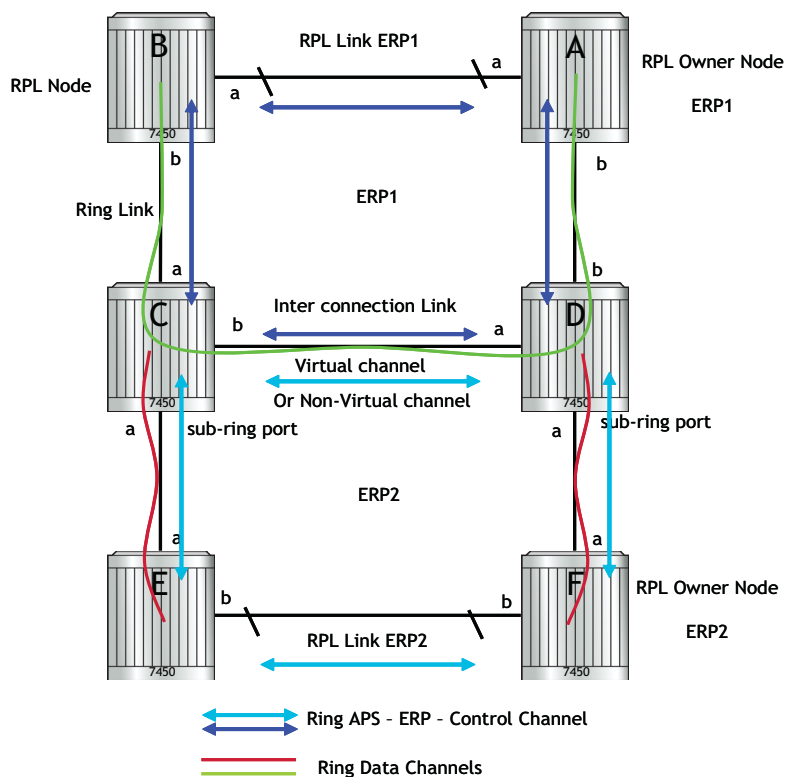 B
RPL Link ERP1
A
RPL Node
a
a
RPL Owner Node
ERP1
7450
7450
b
b
ERP1
Ring Link
a
b
C
Inter connection Link
D
b
a
Virtual channel
Or Non-Virtual channel
7450
7450
a
sub-ring port
a
sub-ring port
ERP2
a
a
E
F
RPL Owner Node
ERP2
b
b
RPL Link ERP2
7450
7450
Ring APS - ERP - Control Channel
Ring Data Channels